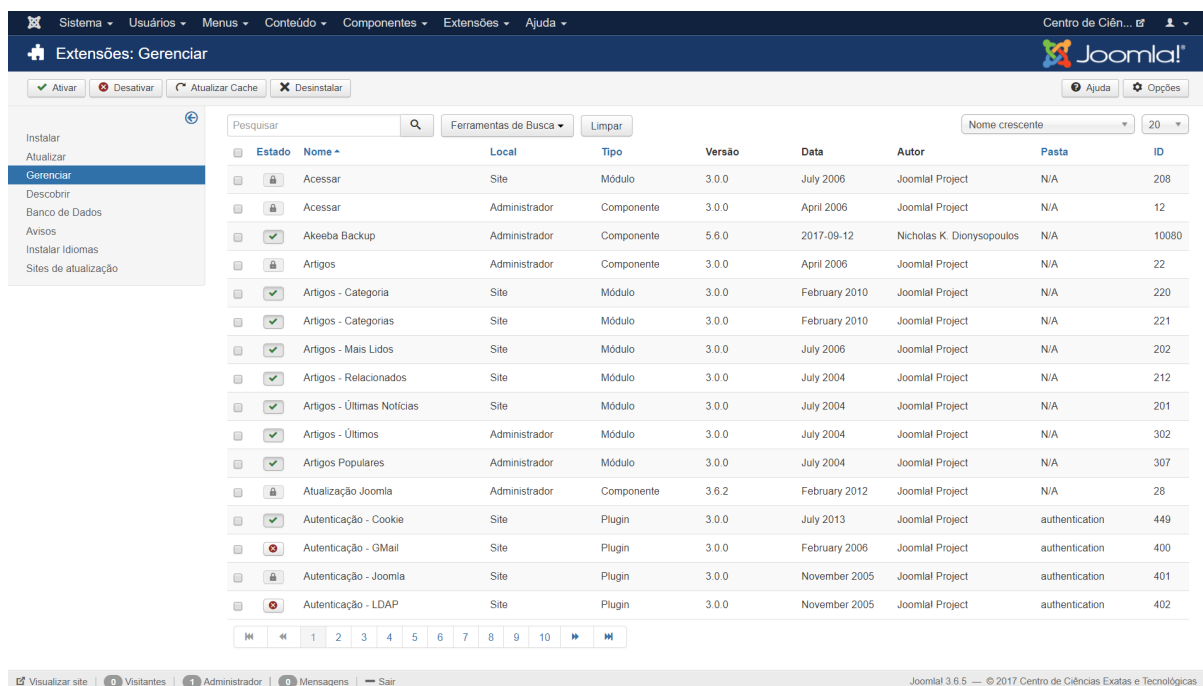 Sistema Usuários Menus Conteúdo Componentes Extensões Ajuda Centro de Ciên...
Extensões: Gerenciar Joomla!®
Ativar Desativar Atualizar Cache Desinstalar Ajuda Opções
Instalar
Atualizar
Gerenciar
Descobrir
Banco de Dados
Avisos
Instalar Idiomas
Sites de atualização
Pesquisar Ferramentas de Busca Limpar Nome crescente 20
Estado Nome Local Tipo Versão Data Autor Pasta ID
Acessar Site Módulo 3.0.0 July 2006 Joomla! Project N/A 208
Acessar Administrador Componente 3.0.0 April 2006 Joomla! Project N/A 12
Akeeba Backup Administrador Componente 5.6.0 2017-09-12 Nicholas K. Dionysopoulos N/A 10080
Artigos Administrador Componente 3.0.0 April 2006 Joomla! Project N/A 22
Artigos - Categoria Site Módulo 3.0.0 February 2010 Joomla! Project N/A 220
Artigos - Categorias Site Módulo 3.0.0 February 2010 Joomla! Project N/A 221
Artigos - Mais Lidos Site Módulo 3.0.0 July 2006 Joomla! Project N/A 202
Artigos - Relacionados Site Módulo 3.0.0 July 2004 Joomla! Project N/A 212
Artigos - Últimas Notícias Site Módulo 3.0.0 July 2004 Joomla! Project N/A 201
Artigos - Últimos Administrador Módulo 3.0.0 July 2004 Joomla! Project N/A 302
Artigos Populares Administrador Módulo 3.0.0 July 2004 Joomla! Project N/A 307
Atualização Joomla Administrador Componente 3.6.2 February 2012 Joomla! Project N/A 28
Autenticação - Cookie Site Plugin 3.0.0 July 2013 Joomla! Project authentication 449
Autenticação - GMail Site Plugin 3.0.0 February 2006 Joomla! Project authentication 400
Autenticação - Joomla Site Plugin 3.0.0 November 2005 Joomla! Project authentication 401
Autenticação - LDAP Site Plugin 3.0.0 November 2005 Joomla! Project authentication 402
1 2 3 4 5 6 7 8 9 10
Visualizar site | 0 Visitantes | 1 Administrador | 0 Mensagens | Sair Joomla! 3.6.5 — © 2017 Centro de Ciências Exatas e Tecnológicas